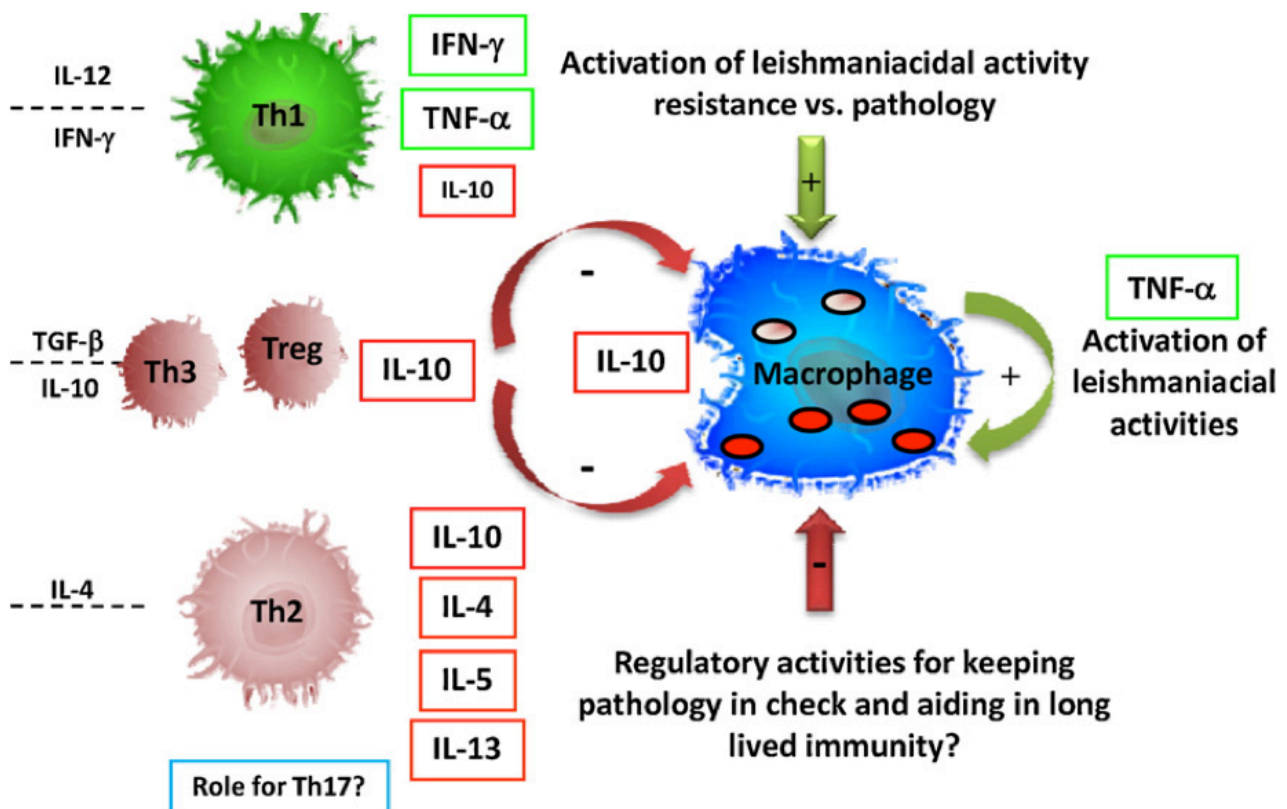 IL-12
IFN-γ
Th1
IFN-γ
TNF-α
IL-10
Activation of leishmaniacidal activity
resistance vs. pathology
+
TGF-β
IL-10
Th3
Treg
IL-10
-
-
IL-10
Macrophage
+
TNF-α
Activation of
leishmaniacial
activities
IL-4
Th2
IL-10
IL-4
IL-5
IL-13
-
Regulatory activities for keeping
pathology in check and aiding in long
lived immunity?
Role for Th17?